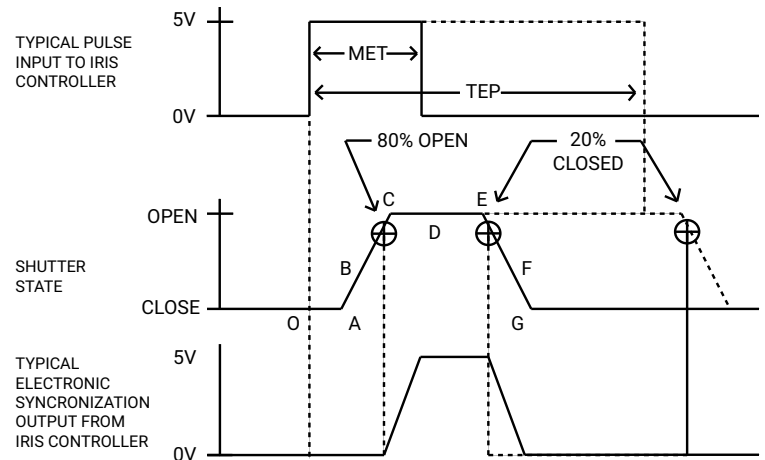 5V
TYPICAL PULSE
INPUT TO IRIS
CONTROLLER
MET
TEP
0V
80% OPEN
20%
CLOSED
C
E
OPEN
D
B
F
SHUTTER
STATE
CLOSE
O
A
G
5V
TYPICAL
ELECTRONIC
SYNCRONIZATION
OUTPUT FROM
IRIS CONTROLLER
0V